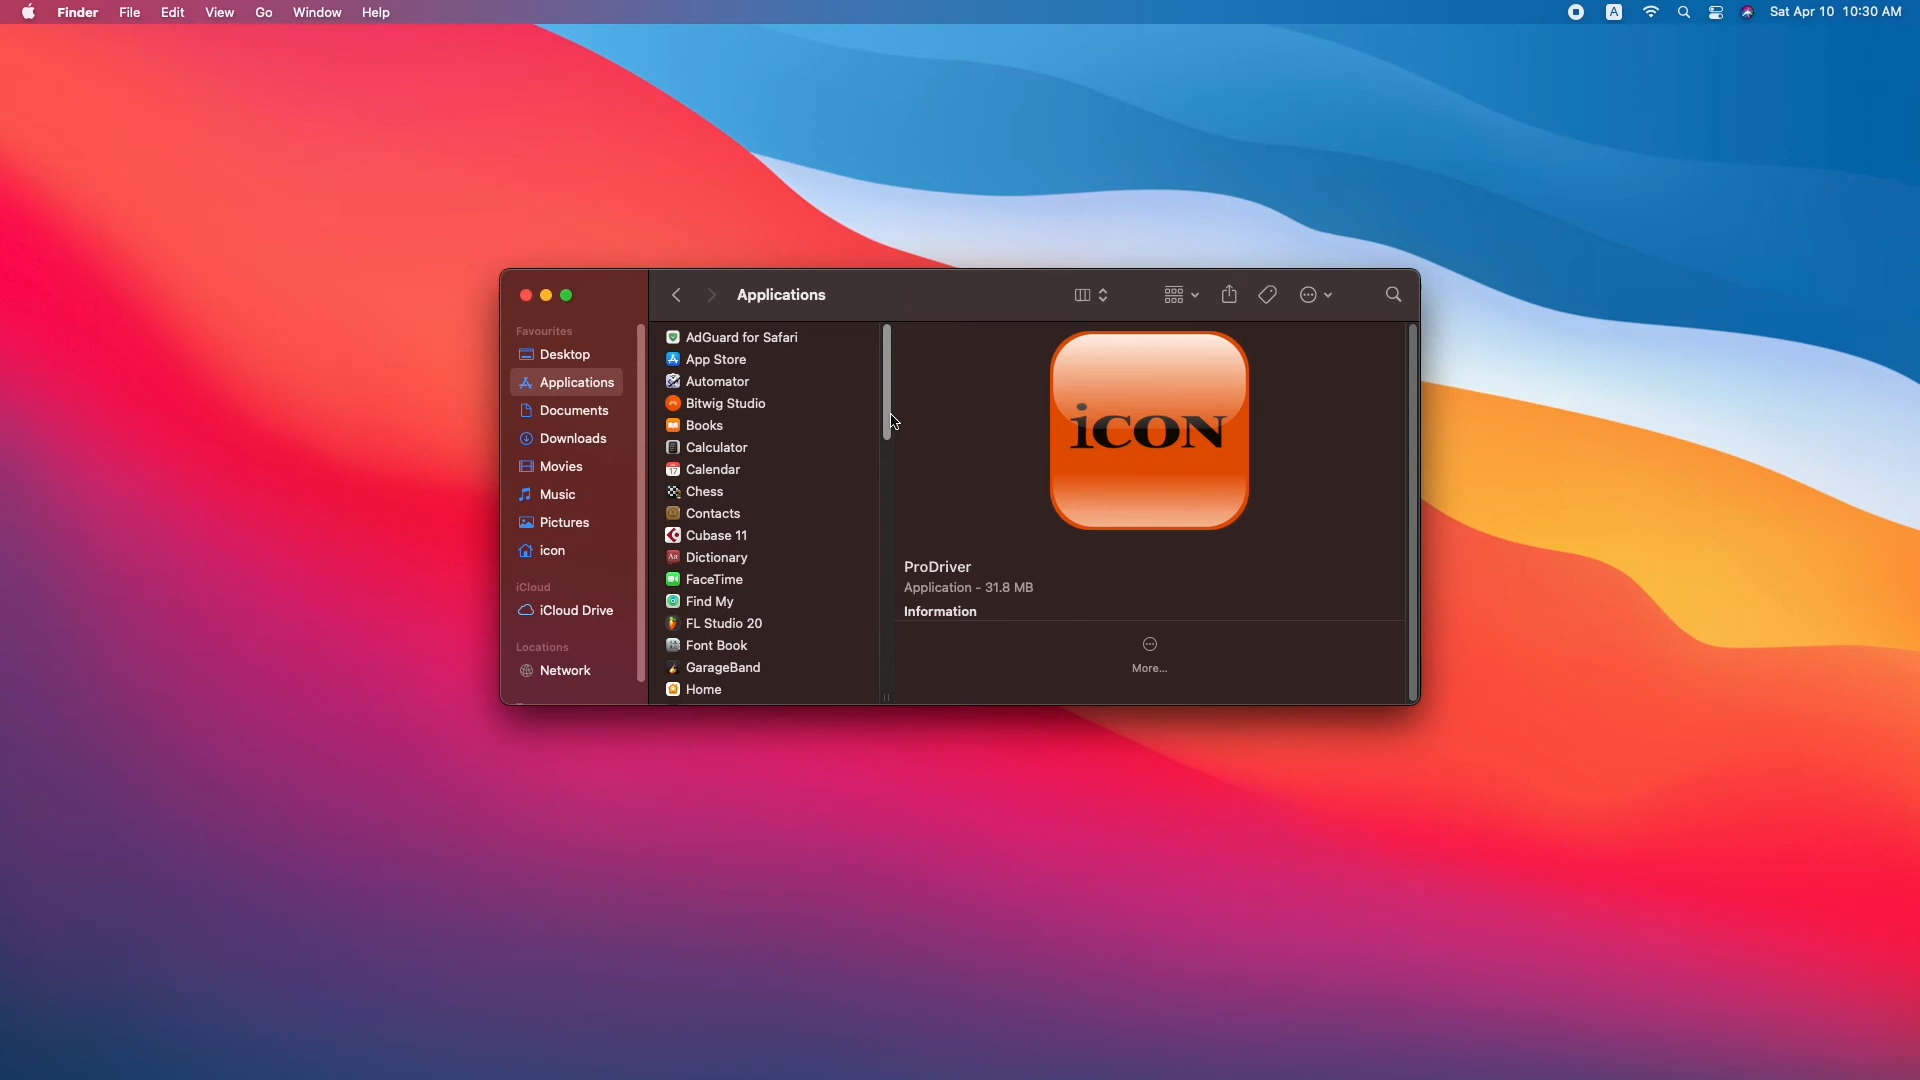 Finder File Edit View Go Window Help A Sat Apr 10 10:30 AM
Applications
Favourites
Desktop
Applications
Documents
Downloads
Movies
Music
Pictures
icon
iCloud
iCloud Drive
Locations
Network
AdGuard for Safari
App Store
Automator
Bitwig Studio
Books
Calculator
17
Calendar
Chess
Contacts
Cubase 11
Aa
Dictionary
FaceTime
Find My
FL Studio 20
Font Book
GarageBand
Home
iCON
ProDriver
Application - 31.8 MB
Information
More...